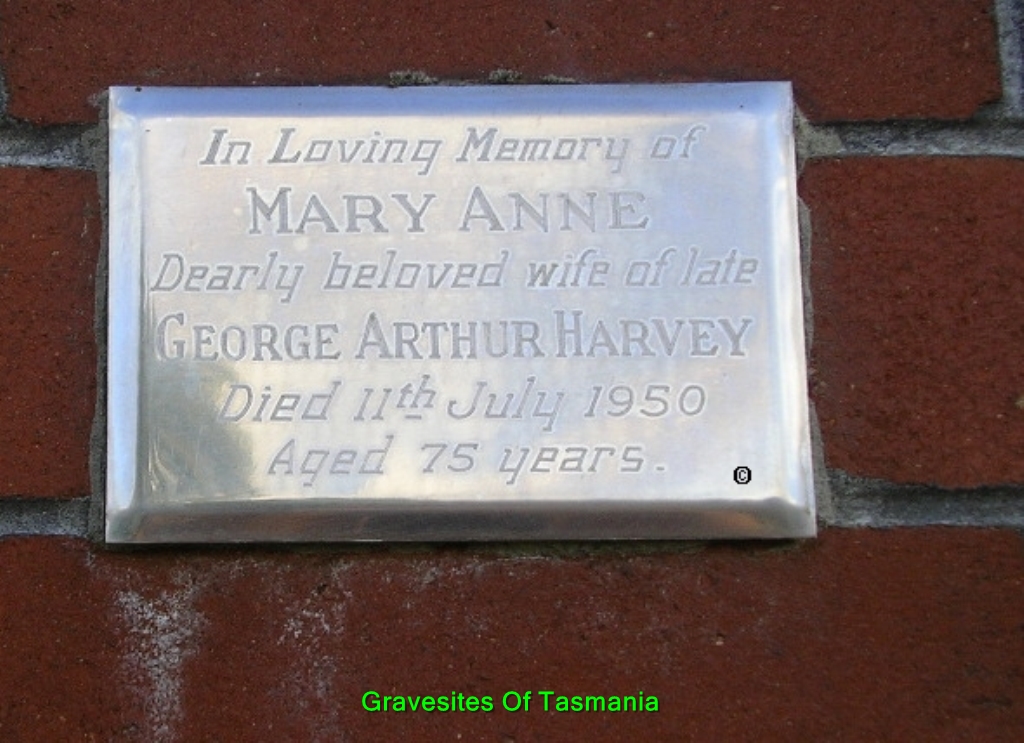 In Loving Memory of
MARY ANNE
Dearly beloved wife of late
GEORGE ARTHUR HARVEY
Died 11th July 1950
Aged 75 years.
©
Gravesites Of Tasmania